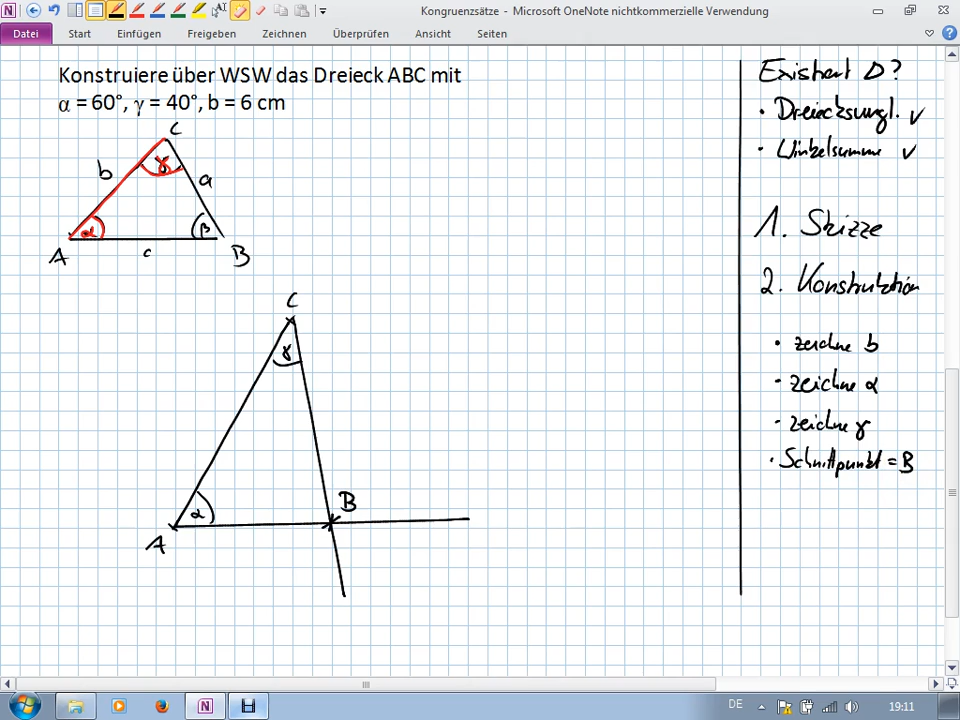 Kongruenzsätze - Microsoft OneNote nichtkommerzielle Verwendung
Datei Start Einfügen Freigeben Zeichnen Überprüfen Ansicht Seiten
Konstruiere über WSW das Dreieck ABC mit
α = 60°, γ = 40°, b = 6 cm
C
b γ a
α β
A c B
C
γ
B
α
A
Existiert Δ?
• Dreiecksungl. v
• Winkelsumme v
1. Skizze
2. Konstruktion
• zeichne b
• zeichne α
• zeichne γ
• Schnittpunkt = B
DE 19:11